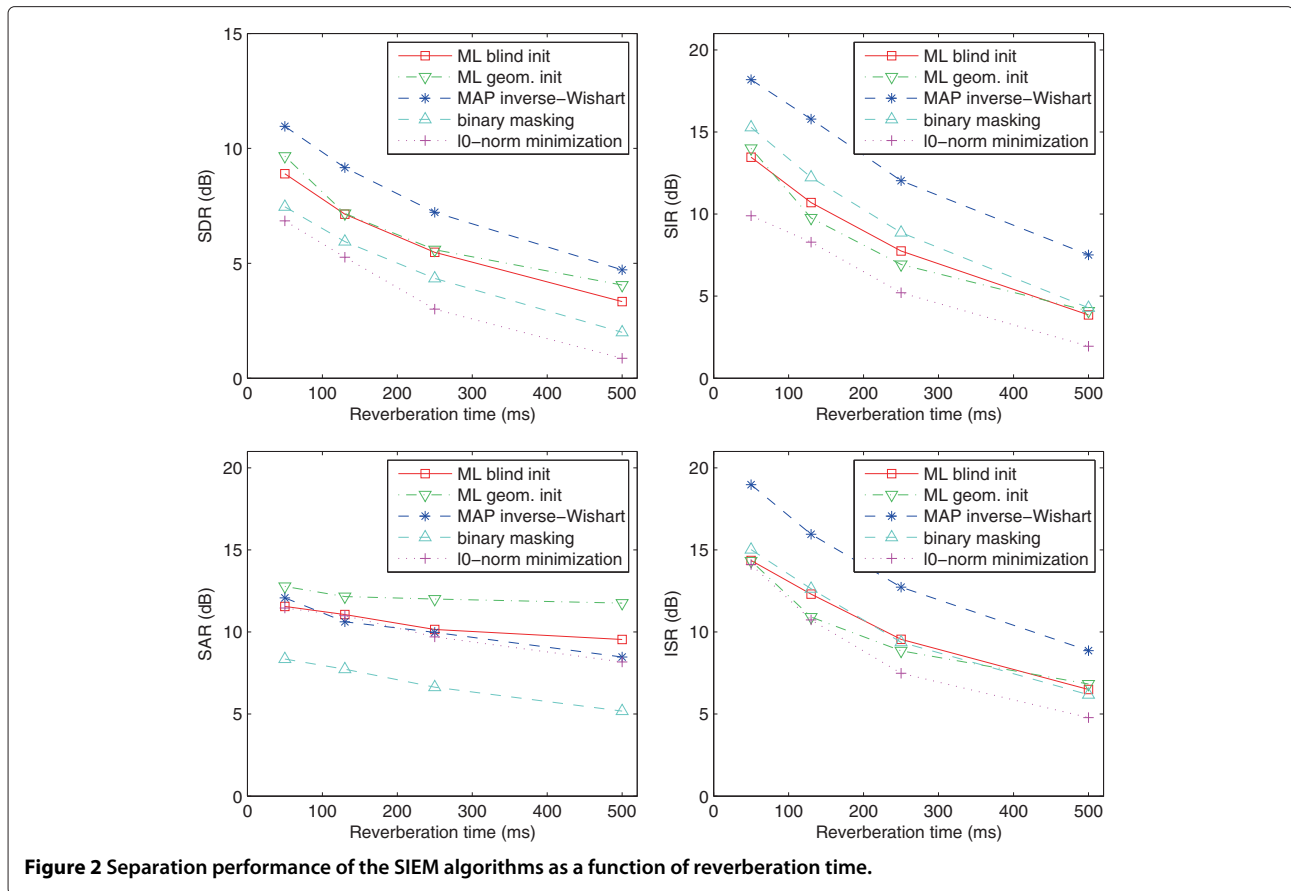 15
10
5
0
SDR (dB)
ML blind init
ML geom. init
MAP inverse-Wishart
binary masking
l0-norm minimization
0 100 200 300 400 500
Reverberation time (ms)
20
15
10
5
0
SIR (dB)
ML blind init
ML geom. init
MAP inverse-Wishart
binary masking
l0-norm minimization
0 100 200 300 400 500
Reverberation time (ms)
20
15
10
5
0
SAR (dB)
ML blind init
ML geom. init
MAP inverse-Wishart
binary masking
l0-norm minimization
0 100 200 300 400 500
Reverberation time (ms)
20
15
10
5
0
ISR (dB)
ML blind init
ML geom. init
MAP inverse-Wishart
binary masking
l0-norm minimization
0 100 200 300 400 500
Reverberation time (ms)
Figure 2 Separation performance of the SIEM algorithms as a function of reverberation time.